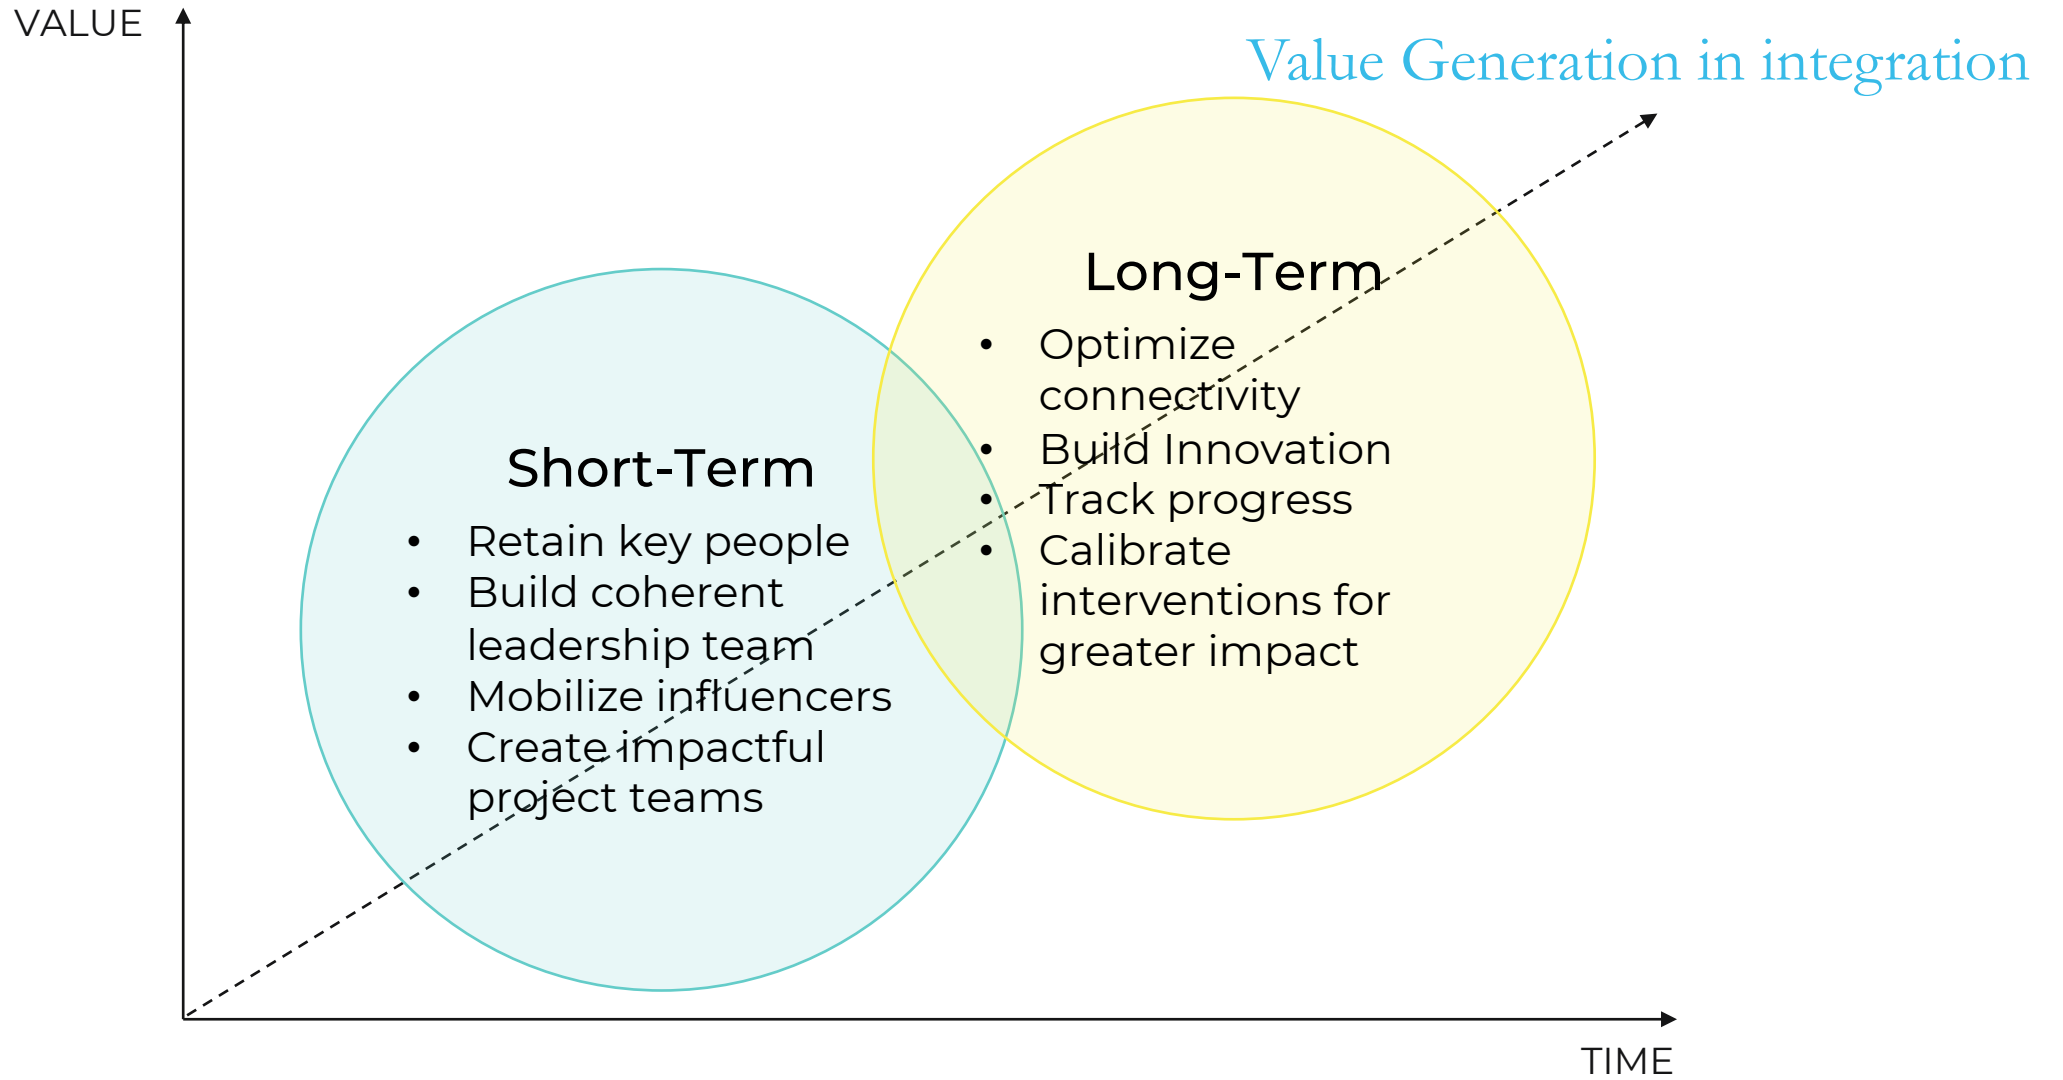 VALUE
Value Generation in integration
Long-Term
• Optimize
connectivity
• Build Innovation
• Track progress
• Calibrate
interventions for
greater impact
Short-Term
• Retain key people
• Build coherent
leadership team
• Mobilize influencers
• Create impactful
project teams
TIME